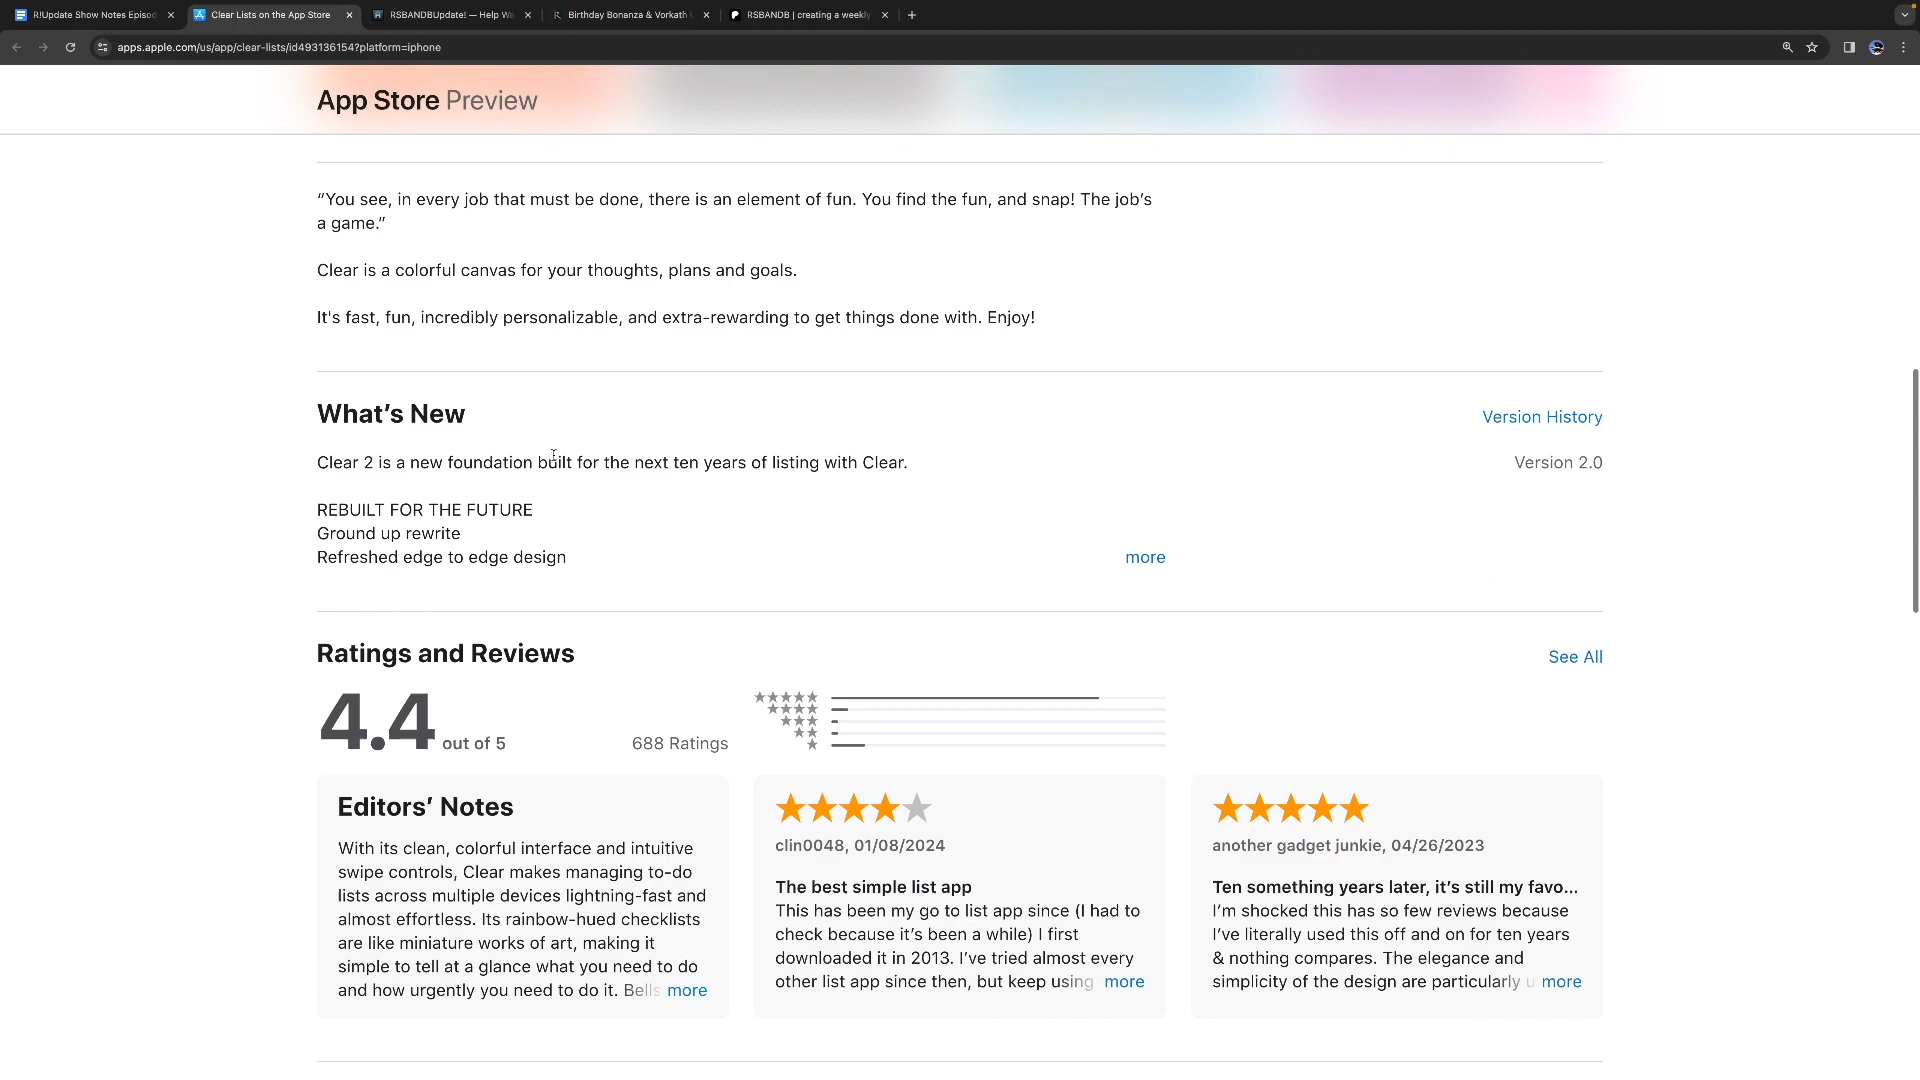 R!Update Show Notes Episod
Clear Lists on the App Store
RSBANDBUpdate! — Help Wa
Birthday Bonanza & Vorkath
RSBANDB | creating a weekly
apps.apple.com/us/app/clear-lists/id493136154?platform=iphone
App Store Preview
“You see, in every job that must be done, there is an element of fun. You find the fun, and snap! The job’s
a game.”
Clear is a colorful canvas for your thoughts, plans and goals.
It's fast, fun, incredibly personalizable, and extra-rewarding to get things done with. Enjoy!
What’s New
Version History
Clear 2 is a new foundation built for the next ten years of listing with Clear.
Version 2.0
REBUILT FOR THE FUTURE
Ground up rewrite
Refreshed edge to edge design
more
Ratings and Reviews
See All
4.4 out of 5
688 Ratings
Editors’ Notes
With its clean, colorful interface and intuitive
swipe controls, Clear makes managing to-do
lists across multiple devices lightning-fast and
almost effortless. Its rainbow-hued checklists
are like miniature works of art, making it
simple to tell at a glance what you need to do
and how urgently you need to do it. Bells more
clin0048, 01/08/2024
The best simple list app
This has been my go to list app since (I had to
check because it’s been a while) I first
downloaded it in 2013. I’ve tried almost every
other list app since then, but keep using more
another gadget junkie, 04/26/2023
Ten something years later, it’s still my favo...
I’m shocked this has so few reviews because
I’ve literally used this off and on for ten years
& nothing compares. The elegance and
simplicity of the design are particularly u more